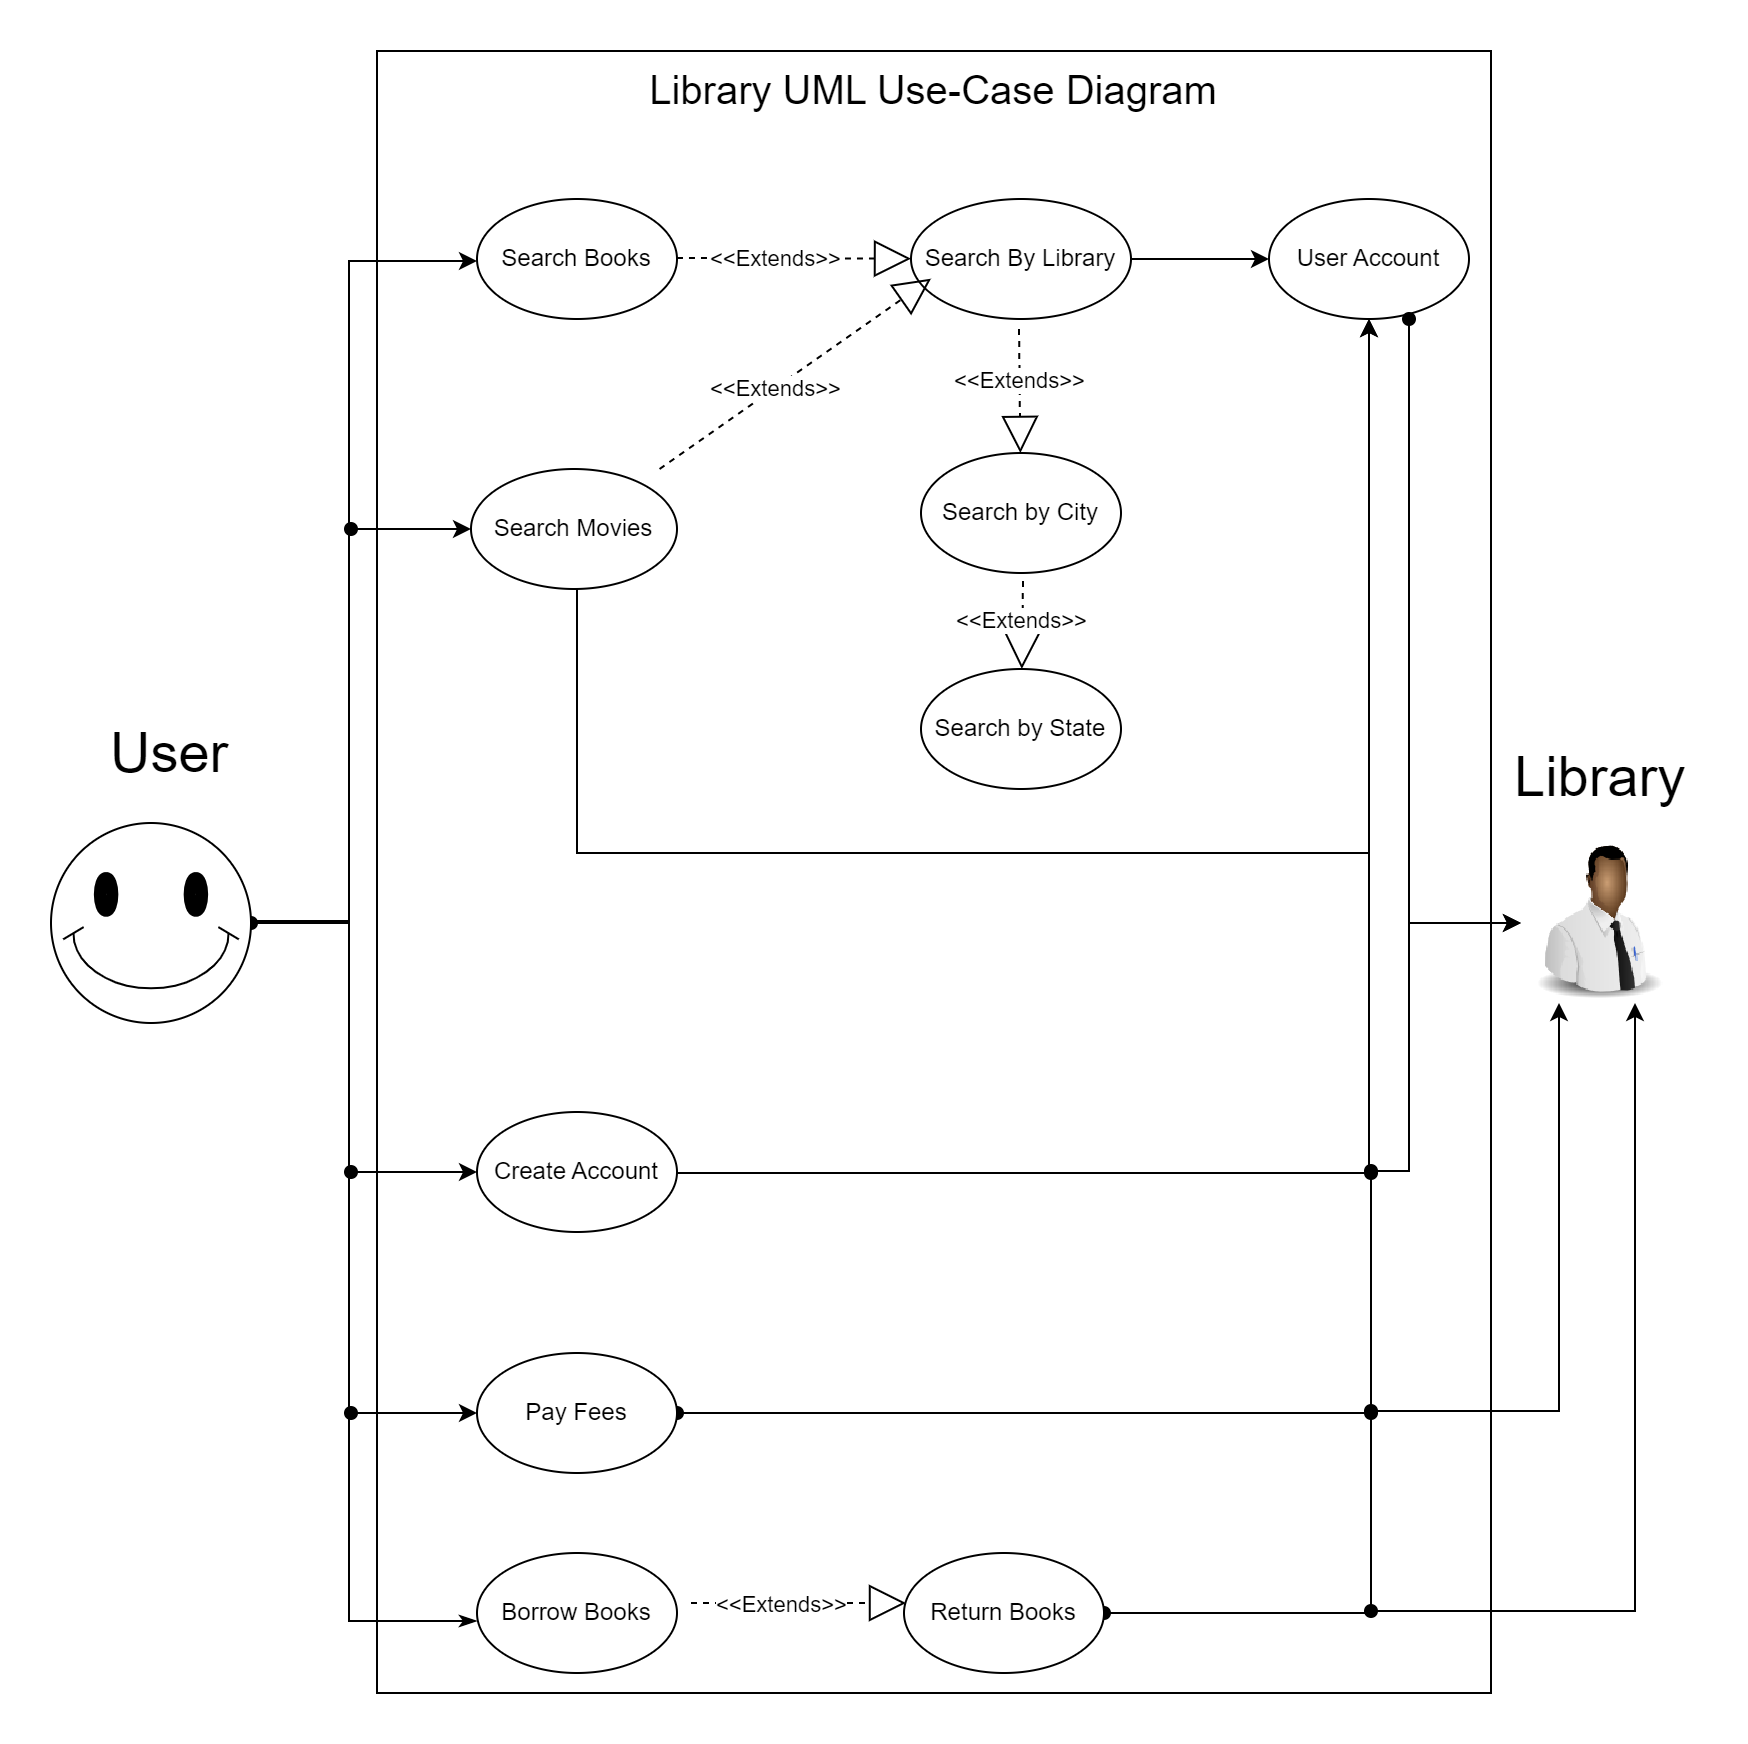 Library UML Use-Case Diagram
Search Books
<<Extends>>
Search By Library
User Account
<<Extends>>
<<Extends>>
Search Movies
Search by City
<<Extends>>
Search by State
User
Library
Create Account
Pay Fees
Borrow Books
<<Extends>>
Return Books